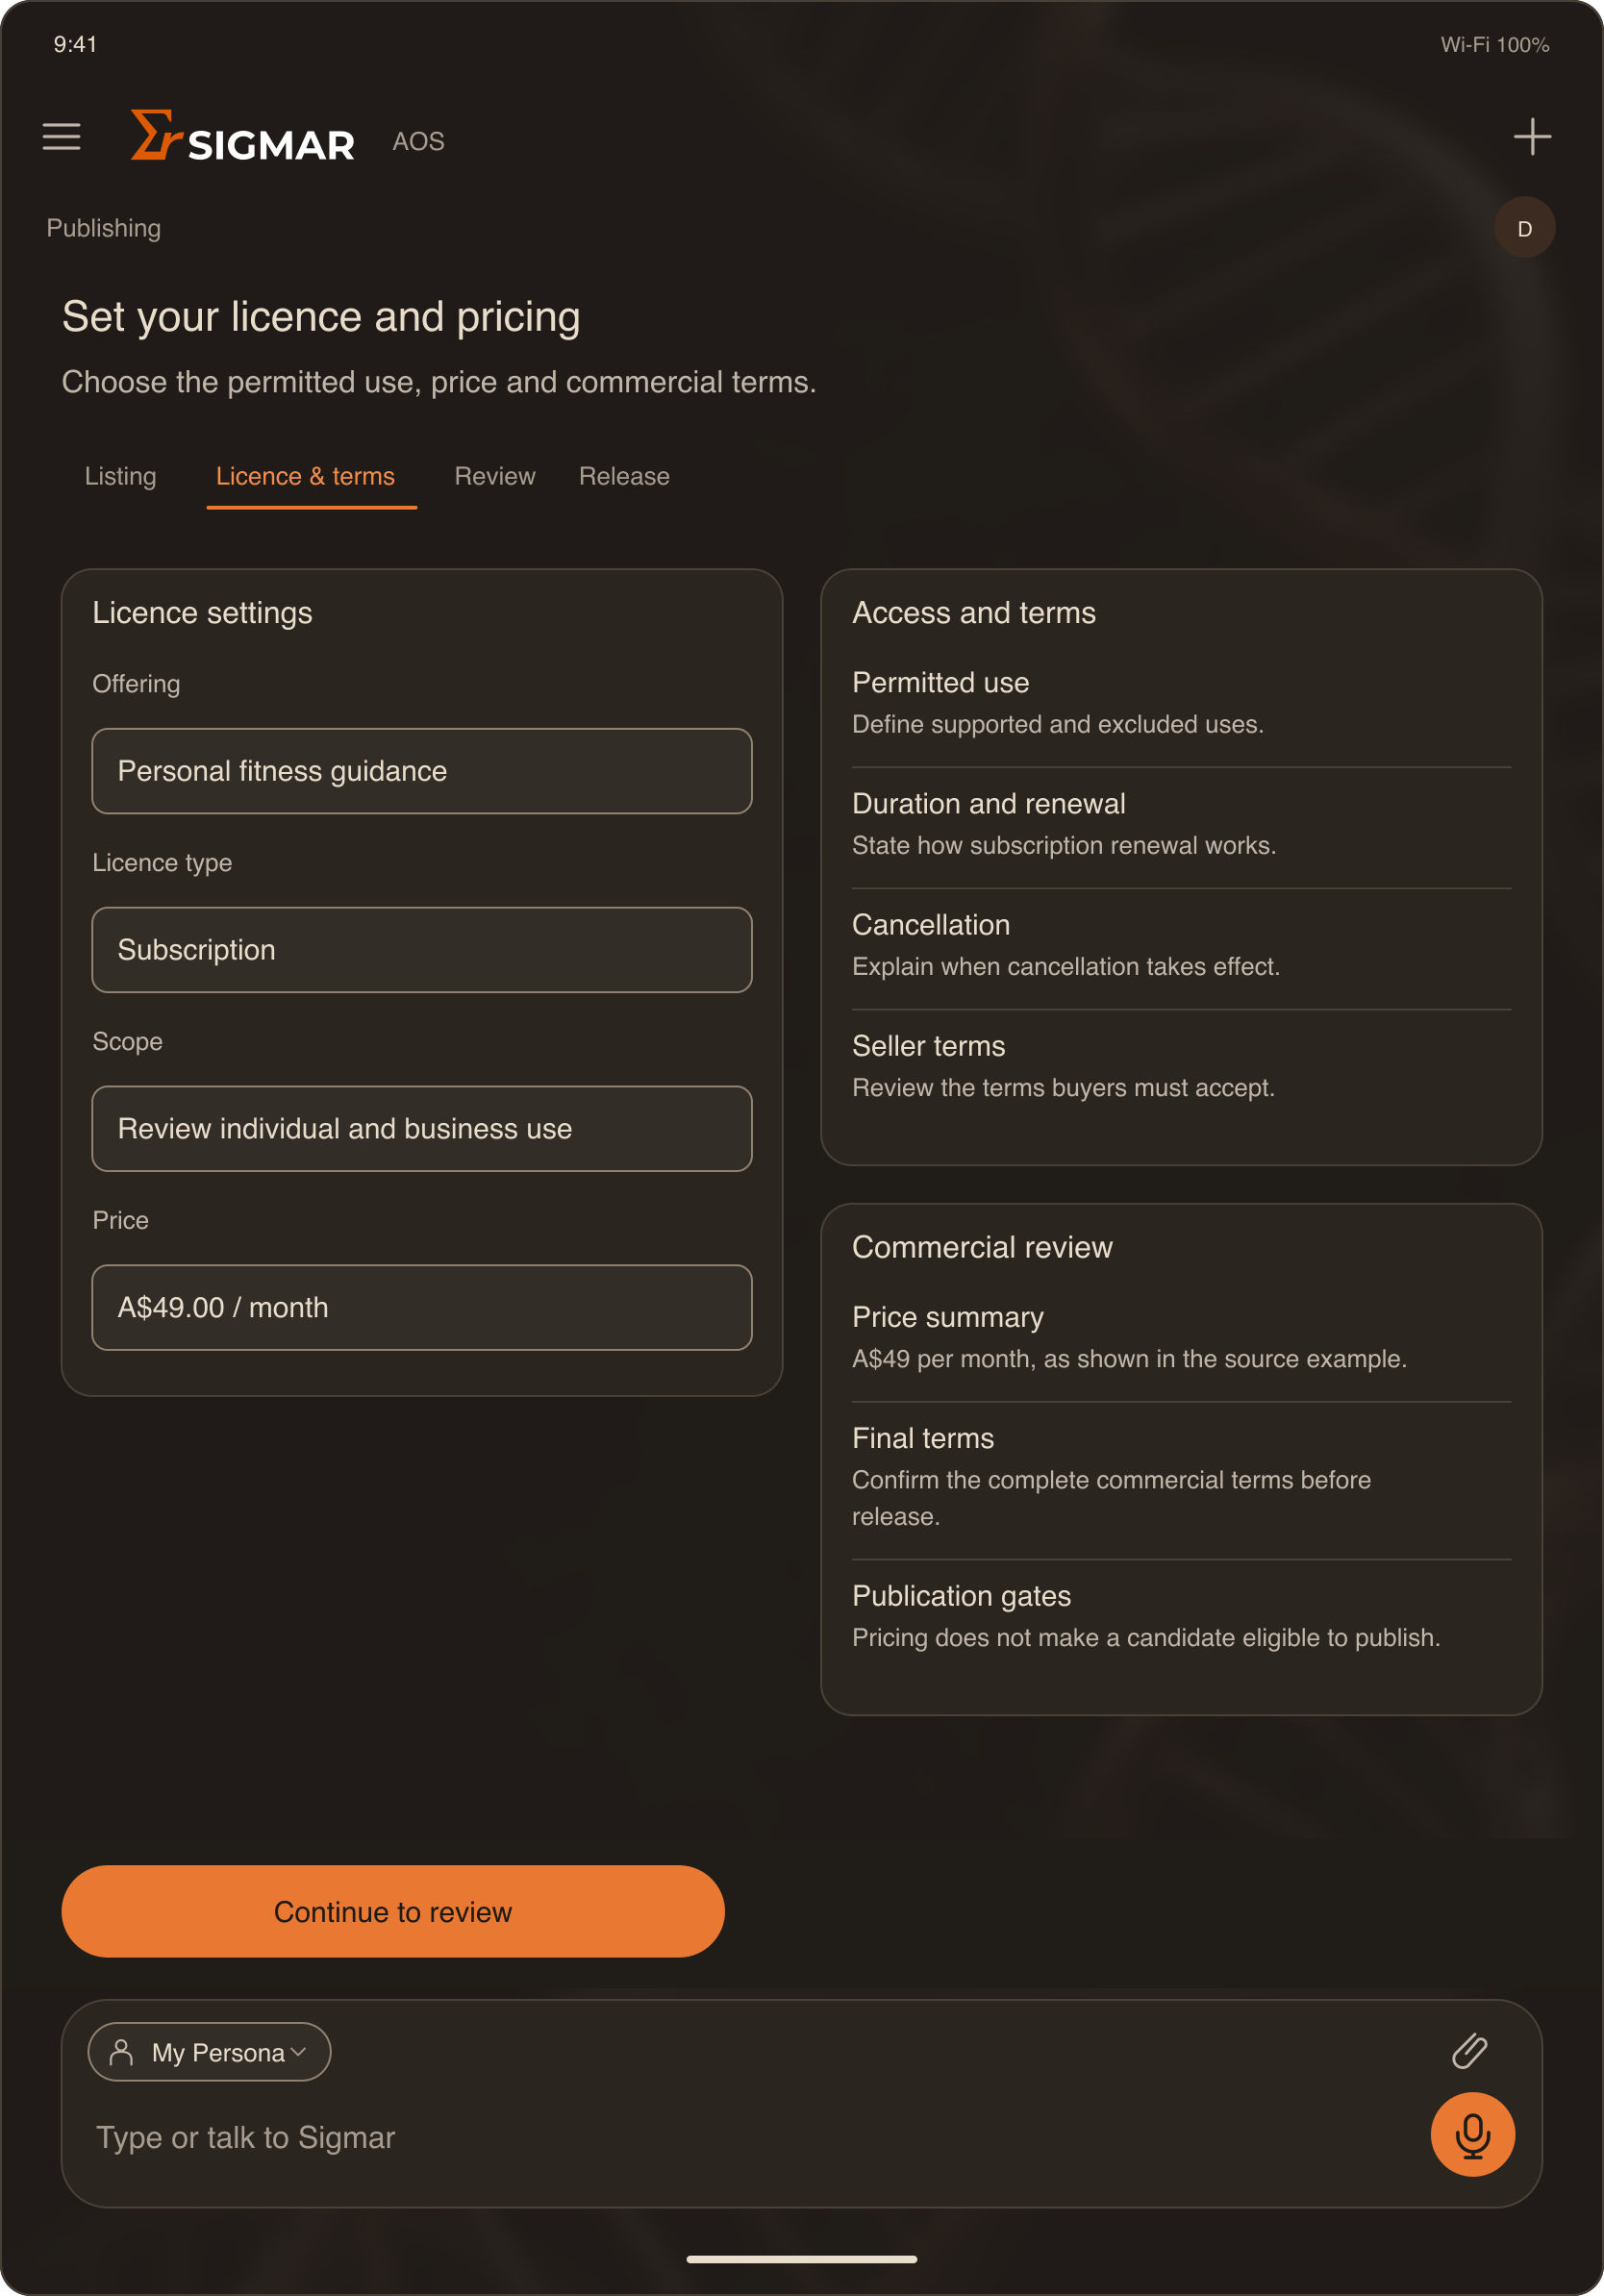 9:41
Wi-Fi 100%
Σr SIGMAR AOS
Publishing
D
Set your licence and pricing
Choose the permitted use, price and commercial terms.
Listing Licence & terms Review Release
Licence settings
Offering
Personal fitness guidance
Licence type
Subscription
Scope
Review individual and business use
Price
A$49.00 / month
Access and terms
Permitted use
Define supported and excluded uses.
Duration and renewal
State how subscription renewal works.
Cancellation
Explain when cancellation takes effect.
Seller terms
Review the terms buyers must accept.
Commercial review
Price summary
A$49 per month, as shown in the source example.
Final terms
Confirm the complete commercial terms before
release.
Publication gates
Pricing does not make a candidate eligible to publish.
Continue to review
My Persona
Type or talk to Sigmar